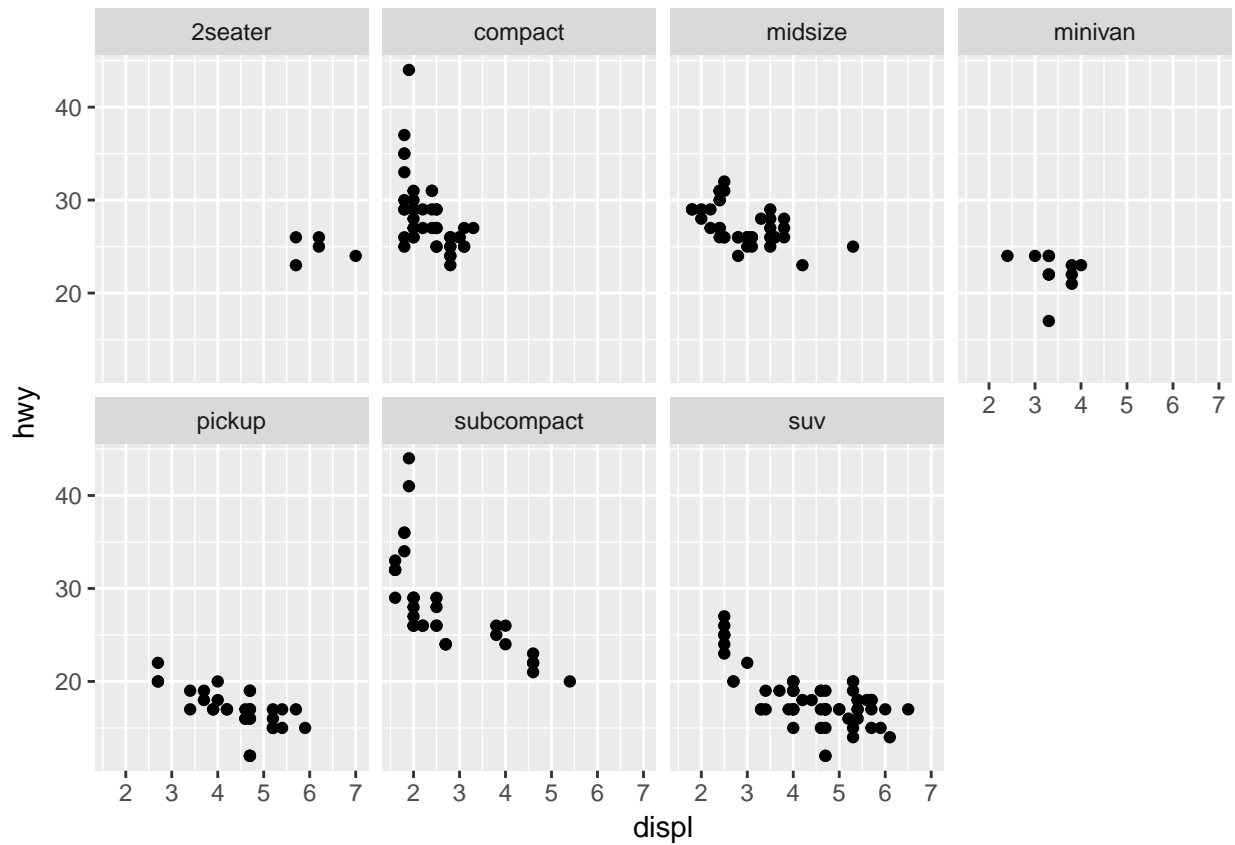 2seater compact midsize minivan
40
30
20
2 3 4 5 6 7
hwy
pickup subcompact suv
40
30
20
2 3 4 5 6 7 2 3 4 5 6 7 2 3 4 5 6 7
displ